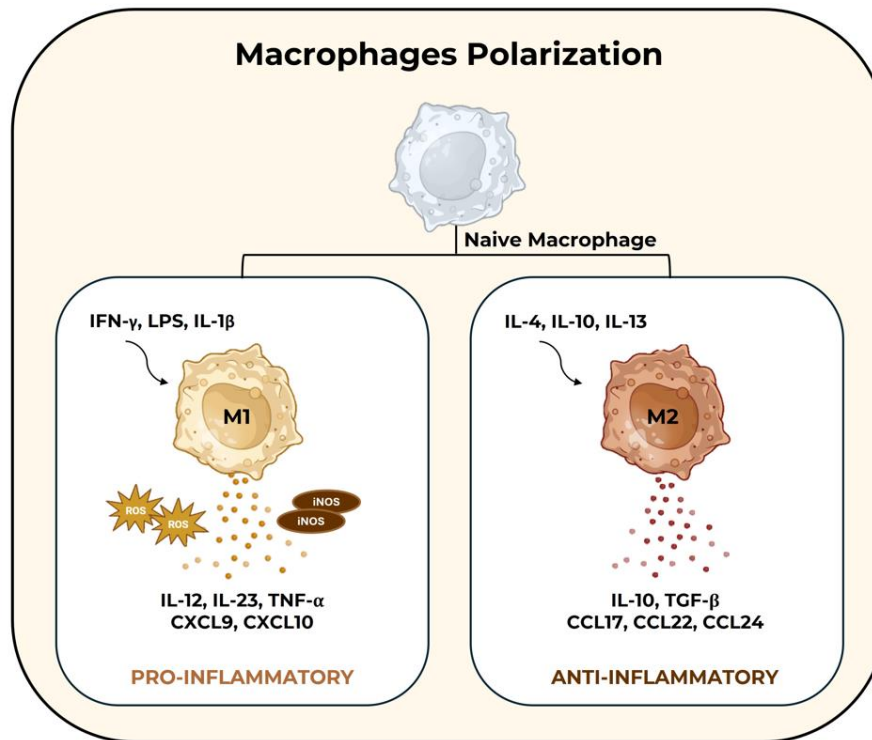 Macrophages Polarization
Naive Macrophage
IFN-γ, LPS, IL-1β
M1
ROS
ROS
iNOS
iNOS
IL-12, IL-23, TNF-α
CXCL9, CXCL10
PRO-INFLAMMATORY
IL-4, IL-10, IL-13
M2
IL-10, TGF-β
CCL17, CCL22, CCL24
ANTI-INFLAMMATORY